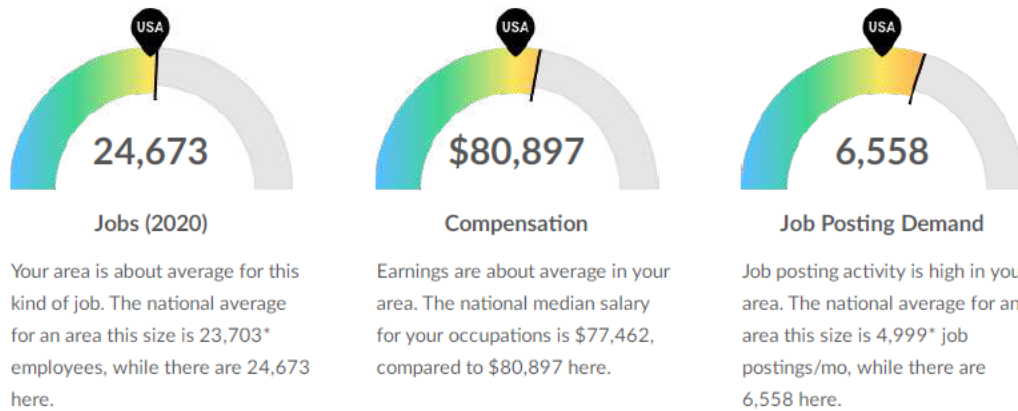 USA
24,673
Jobs (2020)
Your area is about average for this
kind of job. The national average
for an area this size is 23,703*
employees, while there are 24,673
here.
USA
$80,897
Compensation
Earnings are about average in your
area. The national median salary
for your occupations is $77,462,
compared to $80,897 here.
USA
6,558
Job Posting Demand
Job posting activity is high in you
area. The national average for an
area this size is 4,999* job
postings/mo, while there are
6,558 here.